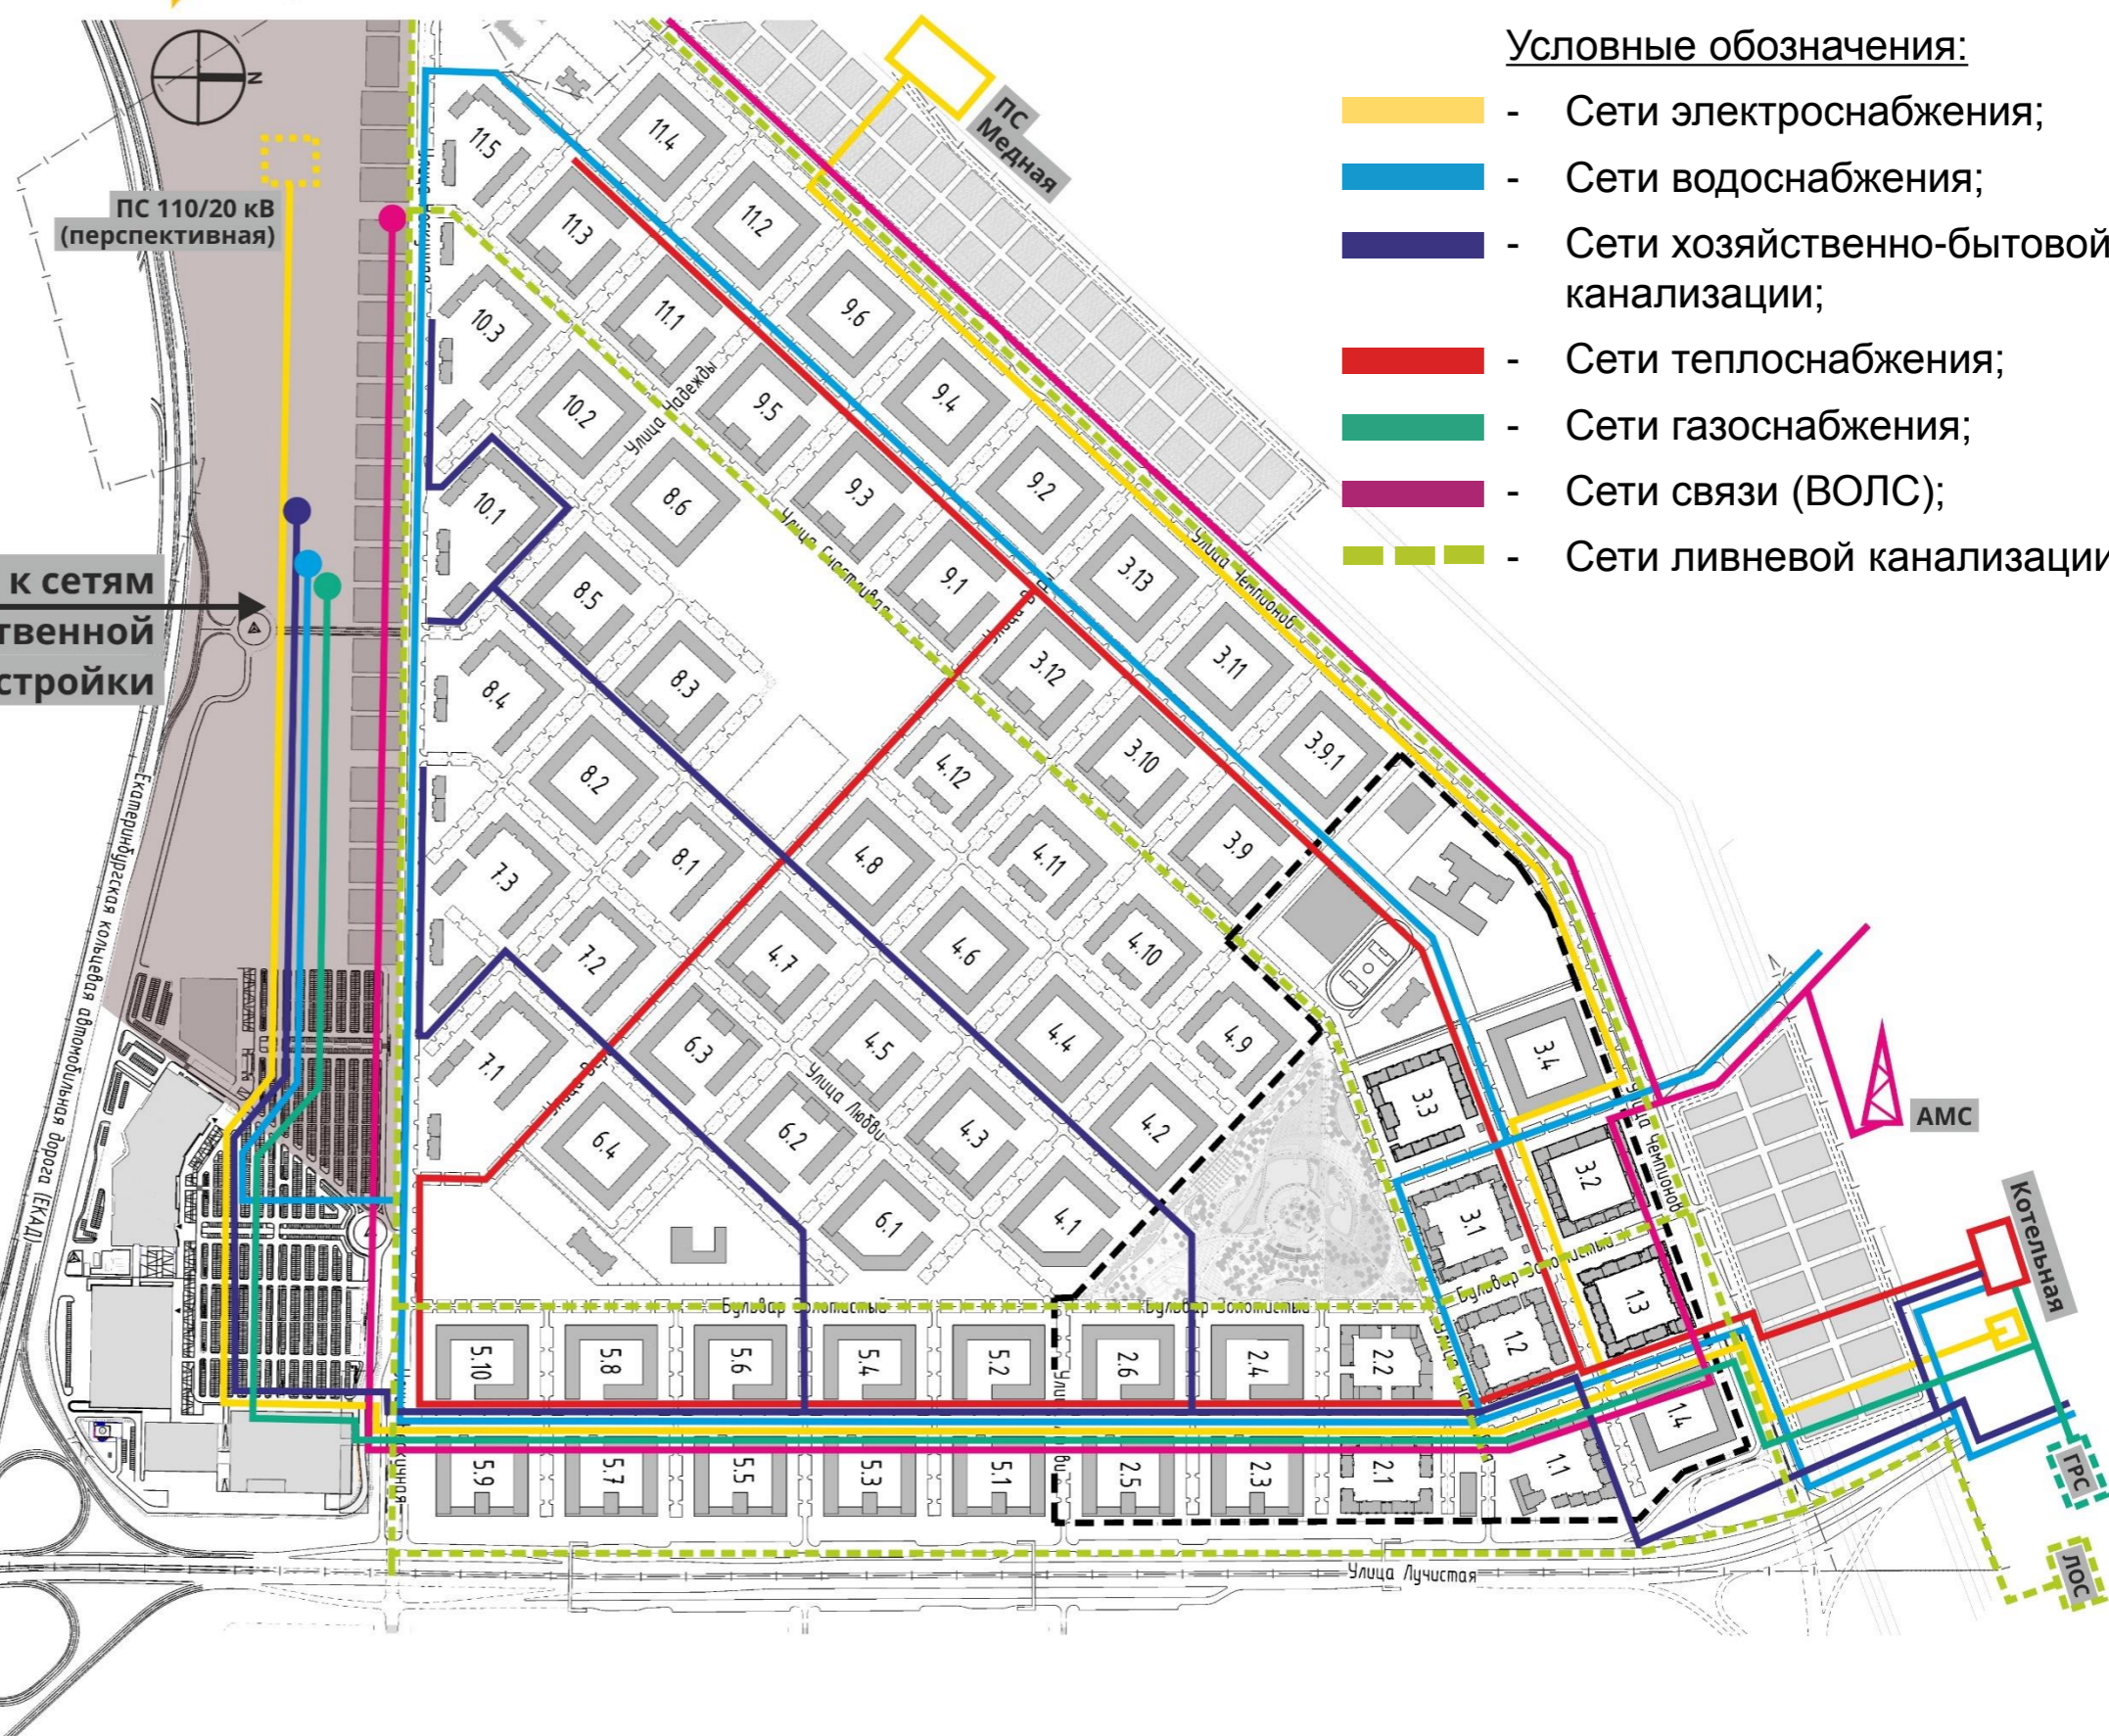 Условные обозначения:
- Сети электроснабжения;
- Сети водоснабжения;
- Сети хозяйственно-бытовой
канализации;
- Сети теплоснабжения;
- Сети газоснабжения;
- Сети связи (ВОЛС);
- Сети ливневой канализации
N
ПС
Медная
ПС 110/20 кВ
(перспективная)
к сетям
твенной
стройки
11.5
11.4
11.3
11.2
11.1
10.3
10.2
10.1
9.6
9.5
9.4
9.3
9.2
9.1
8.6
8.5
8.4
8.3
8.2
8.1
7.3
7.2
7.1
3.13
3.12
3.11
3.10
3.9.1
3.9
4.12
4.11
4.10
4.9
4.8
4.7
4.6
4.5
4.4
4.3
4.2
4.1
6.4
6.3
6.2
6.1
3.4
3.3
3.2
3.1
1.3
1.2
1.4
1.1
5.10
5.8
5.6
5.4
5.2
2.6
2.4
2.2
5.9
5.7
5.5
5.3
5.1
2.5
2.3
2.1
Улица Надежды
Улица Счастливая
Улица Чемпионов
Улица Любви
Бульвар Золотистый
Бульвар Золотистый
Бульвар Золотистый
Чемпионов
Улица Лучистая
Екатеринбургская кольцевая автомобильная дорога (ЕКАД)
АМС
Котельная
ГРС
ЛОС